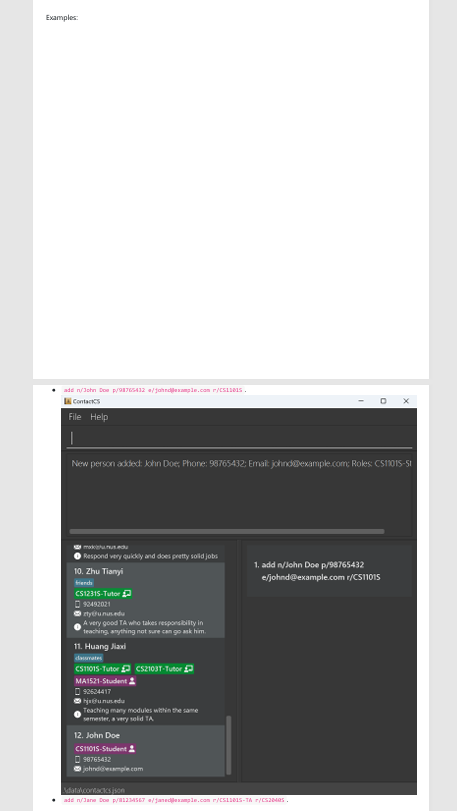 Examples:
add n/John Doe p/98765432 e/johnd@example.com r/CS1101S .
ContactCS
File Help
New person added: John Doe; Phone: 98765432; Email: johnd@example.com; Roles: CS1101S-St
Respond very quickly and does pretty solid jobs
10. Zhu Tianyi
friends
CS1231S-Tutor
92492021
zty@u.nus.edu
A very good TA who takes responsibility in
teaching, anything not sure can go ask him.
11. Huang Jiaxi
classmates
CS1101S-Tutor CS2103T-Tutor
MA1521-Student
92624417
hjx@u.nus.edu
Teaching many modules within the same
semester, a very solid TA.
12. John Doe
CS1101S-Student
98765432
johnd@example.com
1. add n/John Doe p/98765432
e/johnd@example.com r/CS1101S
.\data\contactcs.json
add n/Jane Doe p/81234567 e/janed@example.com r/CS1101S-TA r/CS2040S .